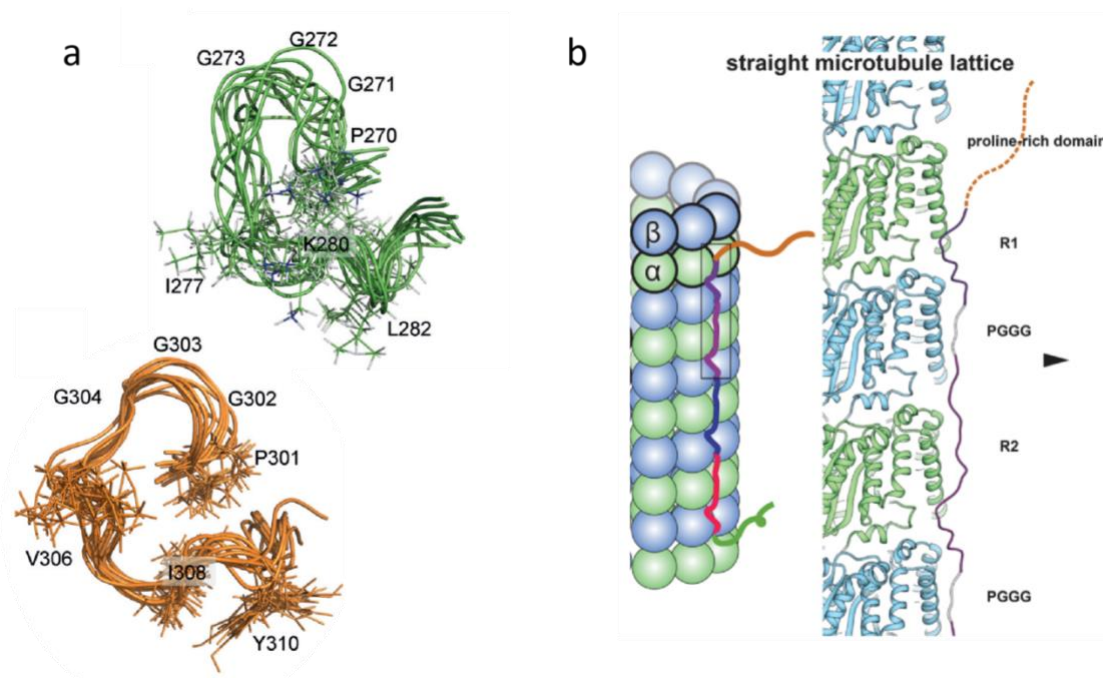 a
G272
G273
G271
P270
K280
I277
L282
G303
G304
G302
P301
V306
I308
Y310
b
straight microtubule lattice
proline-rich domain
β
α
R1
PGGG
R2
PGGG